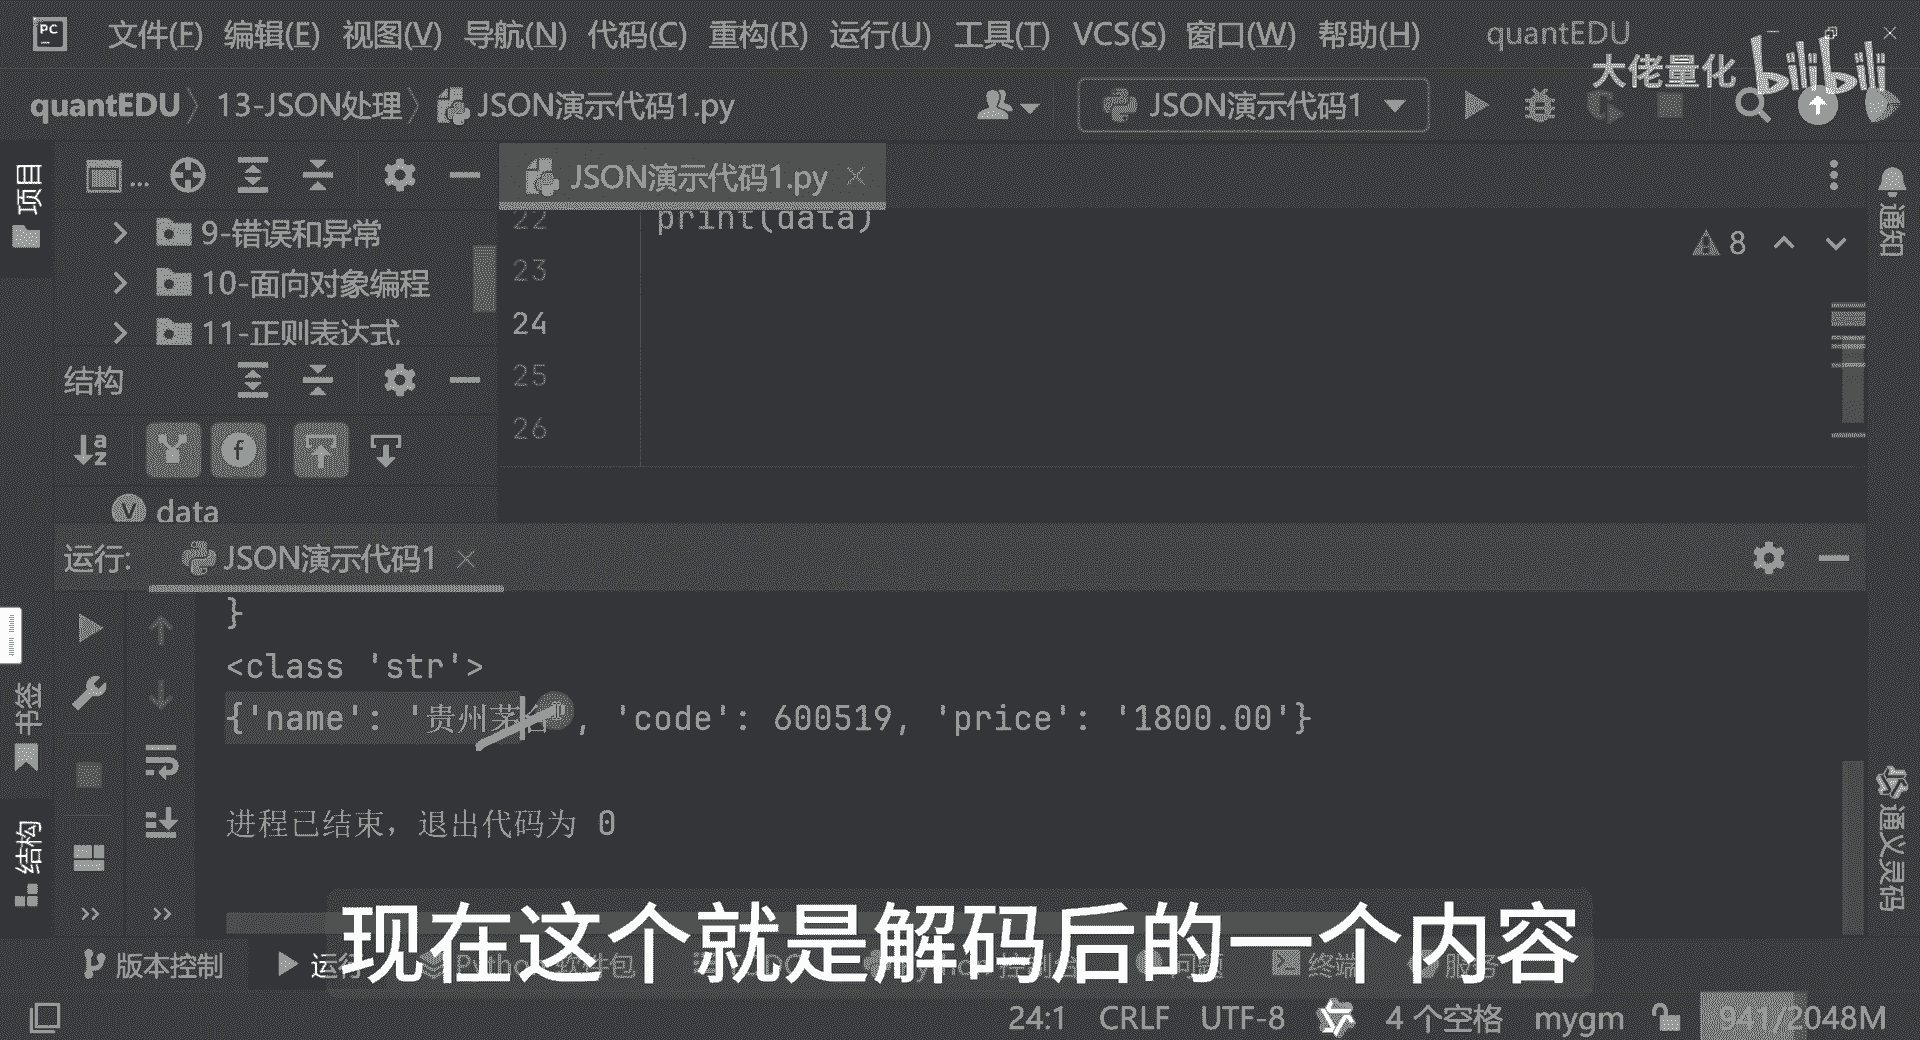 PC 文件(F) 编辑(E) 视图(V) 导航(N) 代码(C) 重构(R) 运行(U) 工具(T) VCS(S) 窗口(W) 帮助(H) quantEDU
大佬量化 bilibili
quantEDU 13-JSON处理 JSON演示代码1.py JSON演示代码1
项目
JSON演示代码1.py
通知
9-错误和异常
10-面向对象编程
11-正则表达式
22 print(data)
23
24
25
26
8
结构
data
运行: JSON演示代码1
}
<class 'str'>
{'name': '贵州茅台', 'code': 600519, 'price': '1800.00'}
进程已结束，退出代码为 0
书签
结构
通义灵码
现在这个就是解码后的一个内容
版本控制 运行 Python 软件包 控制台 问题 终端 服务
24:1 CRLF UTF-8 4 个空格 mygm 941/2048M